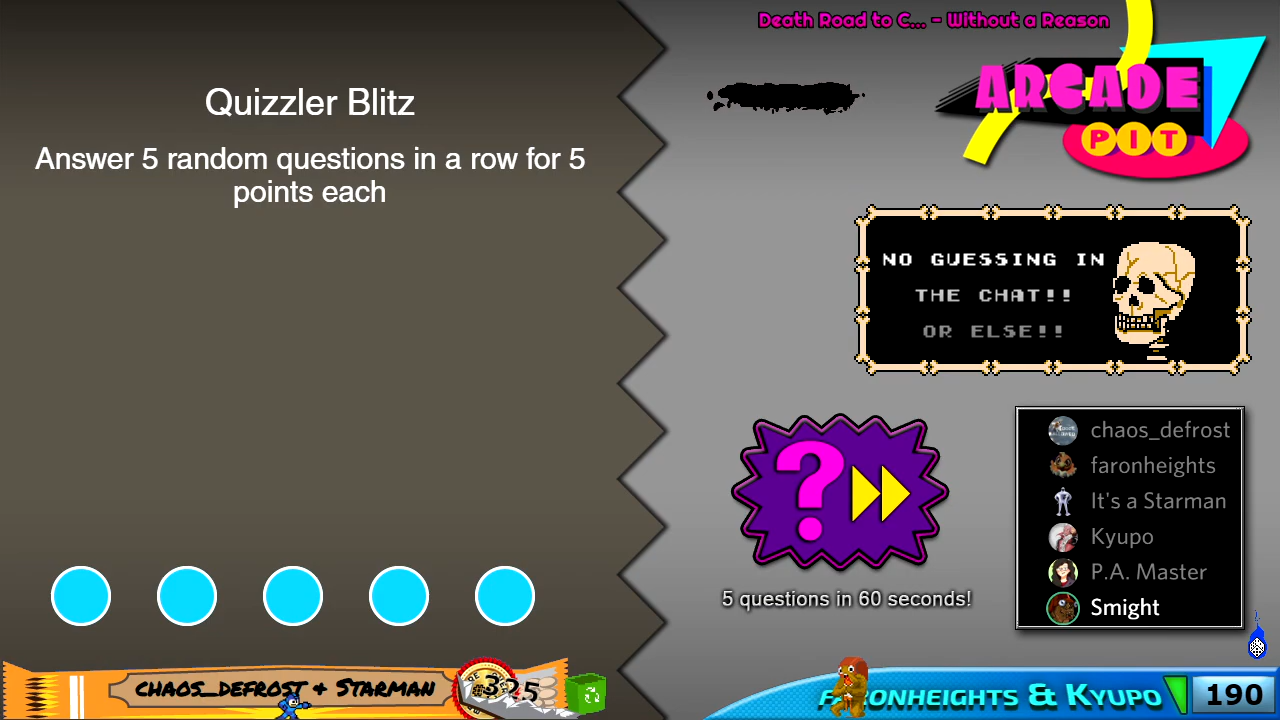 Death Road to C... - Without a Reason
ARCADE
PIT
Quizzler Blitz
Answer 5 random questions in a row for 5
points each
NO GUESSING IN
THE CHAT!!
OR ELSE!!
?
5 questions in 60 seconds!
chaos_defrost
faronheights
It's a Starman
Kyupo
P.A. Master
Smight
chaos_defrost & Starman
325
Faronheights & Kyupo
190